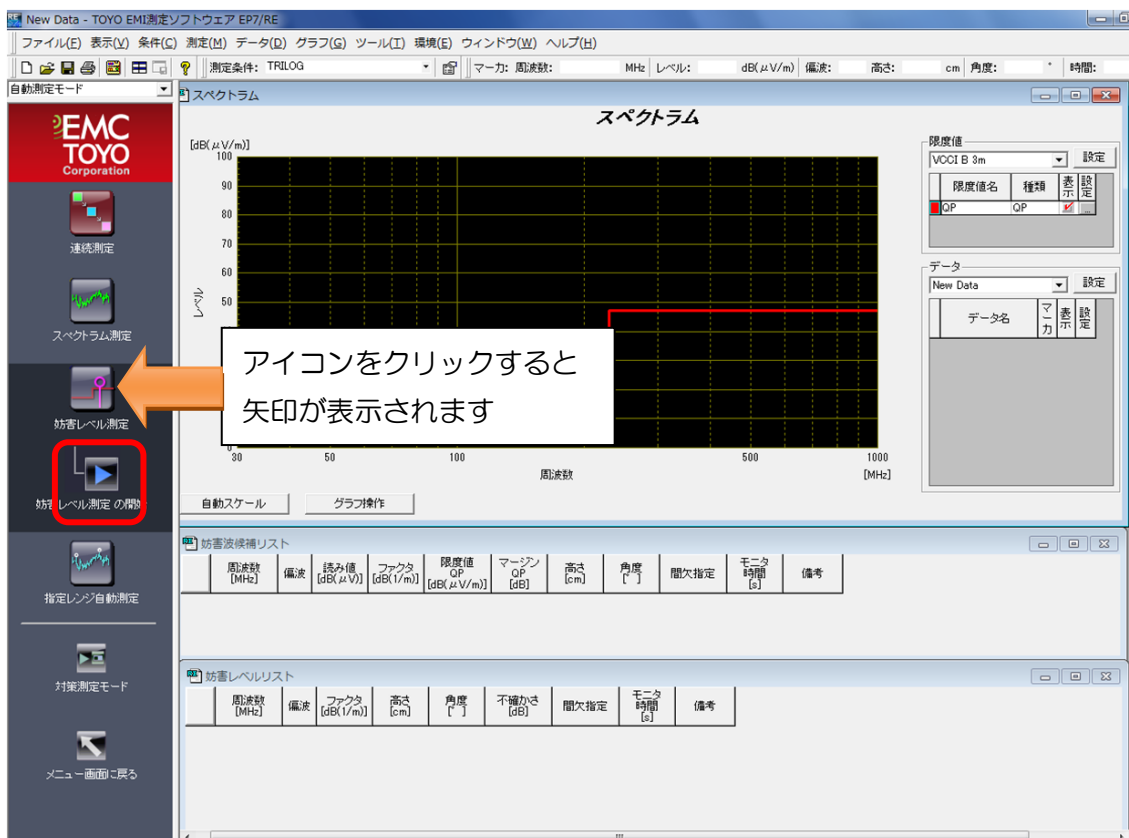 New Data - TOYO EMI測定ソフトウェア EP7/RE
ファイル(F) 表示(V) 条件(C) 測定(M) データ(D) グラフ(G) ツール(T) 環境(E) ウィンドウ(W) ヘルプ(H)
測定条件: TRILOG マーカ: 周波数: MHz レベル: dB(μV/m) 偏波: 高さ: cm 角度: ° 時間:
自動測定モード
EMC
TOYO
Corporation
連続測定
スペクトラム測定
妨害レベル測定
妨害レベル測定 の開始
指定レンジ自動測定
対策測定モード
メニュー画面に戻る
スペクトラム
スペクトラム
[dB(μV/m)]
100
90
80
70
60
50
レベル
0
30 50 100 500 1000
周波数 [MHz]
アイコンをクリックすると
矢印が表示されます
自動スケール グラフ操作
限度値
VCCI B 3m 設定
限度値名 種類 表示 設定
QP QP ...
データ
New Data 設定
データ名 マーカ 表示 設定
妨害波候補リスト
周波数 [MHz] 偏波 読み値 [dB(μV)] ファクタ [dB(1/m)] 限度値 QP [dB(μV/m)] マージン QP [dB] 高さ [cm] 角度 [°] 間欠指定 モニタ 時間 [s] 備考
妨害レベルリスト
周波数 [MHz] 偏波 ファクタ [dB(1/m)] 高さ [cm] 角度 [°] 不確かさ [dB] 間欠指定 モニタ 時間 [s] 備考